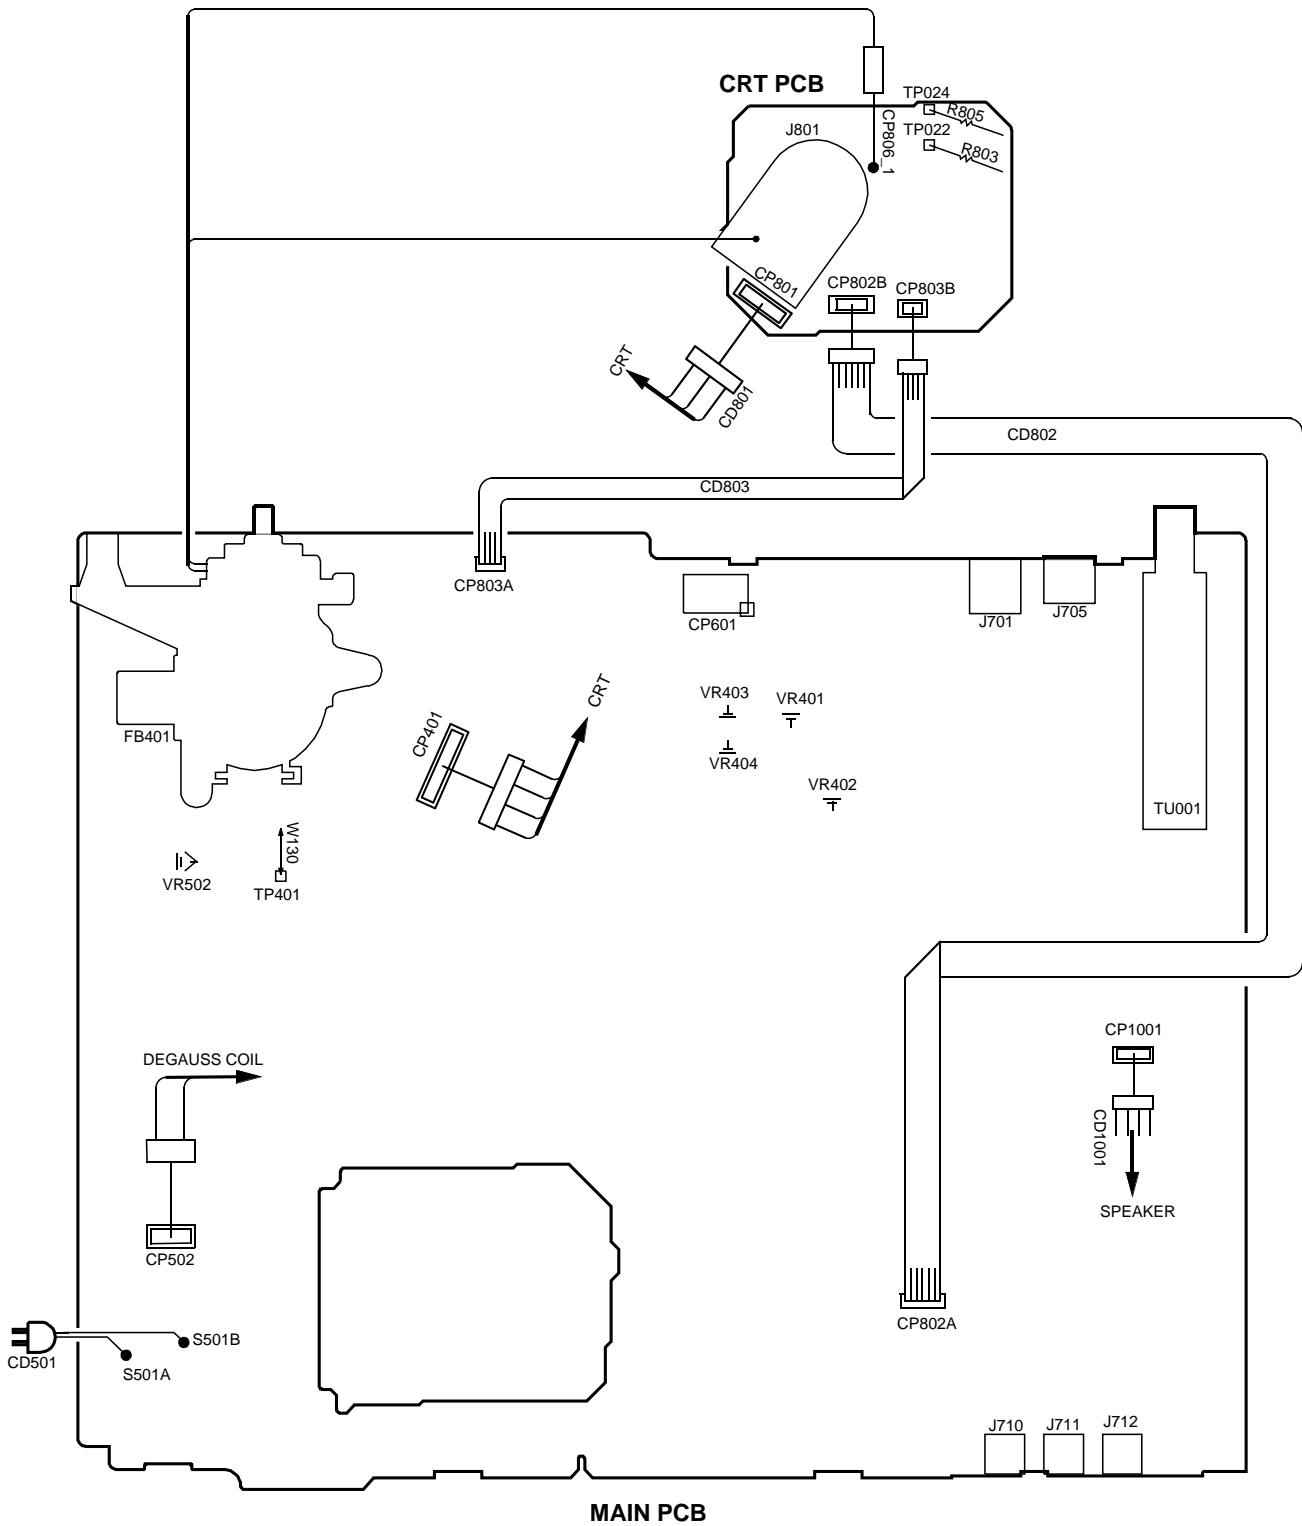 CRT PCB
TP024
R805
CP806_1
J801
TP022
R803
CP801
CP802B
CP803B
CRT
CD801
CD802
CD803
CP803A
CP601
J701
J705
CRT
VR403
VR401
CP401
FB401
VR404
VR402
TU001
W130
VR502
TP401
CP1001
DEGAUSS COIL
CD1001
SPEAKER
CP502
CP802A
S501B
CD501
S501A
J710
J711
J712
MAIN PCB